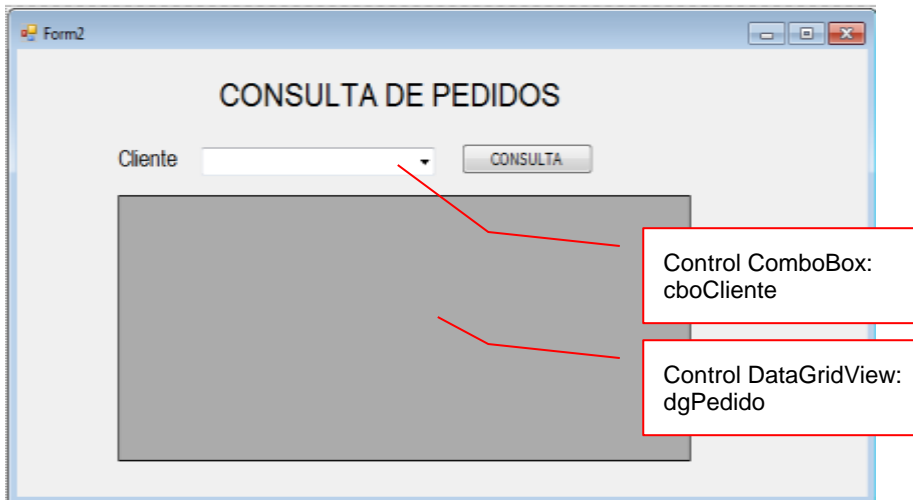 Form2
CONSULTA DE PEDIDOS
Cliente
CONSULTA
Control ComboBox:
cboCliente
Control DataGridView:
dgPedido